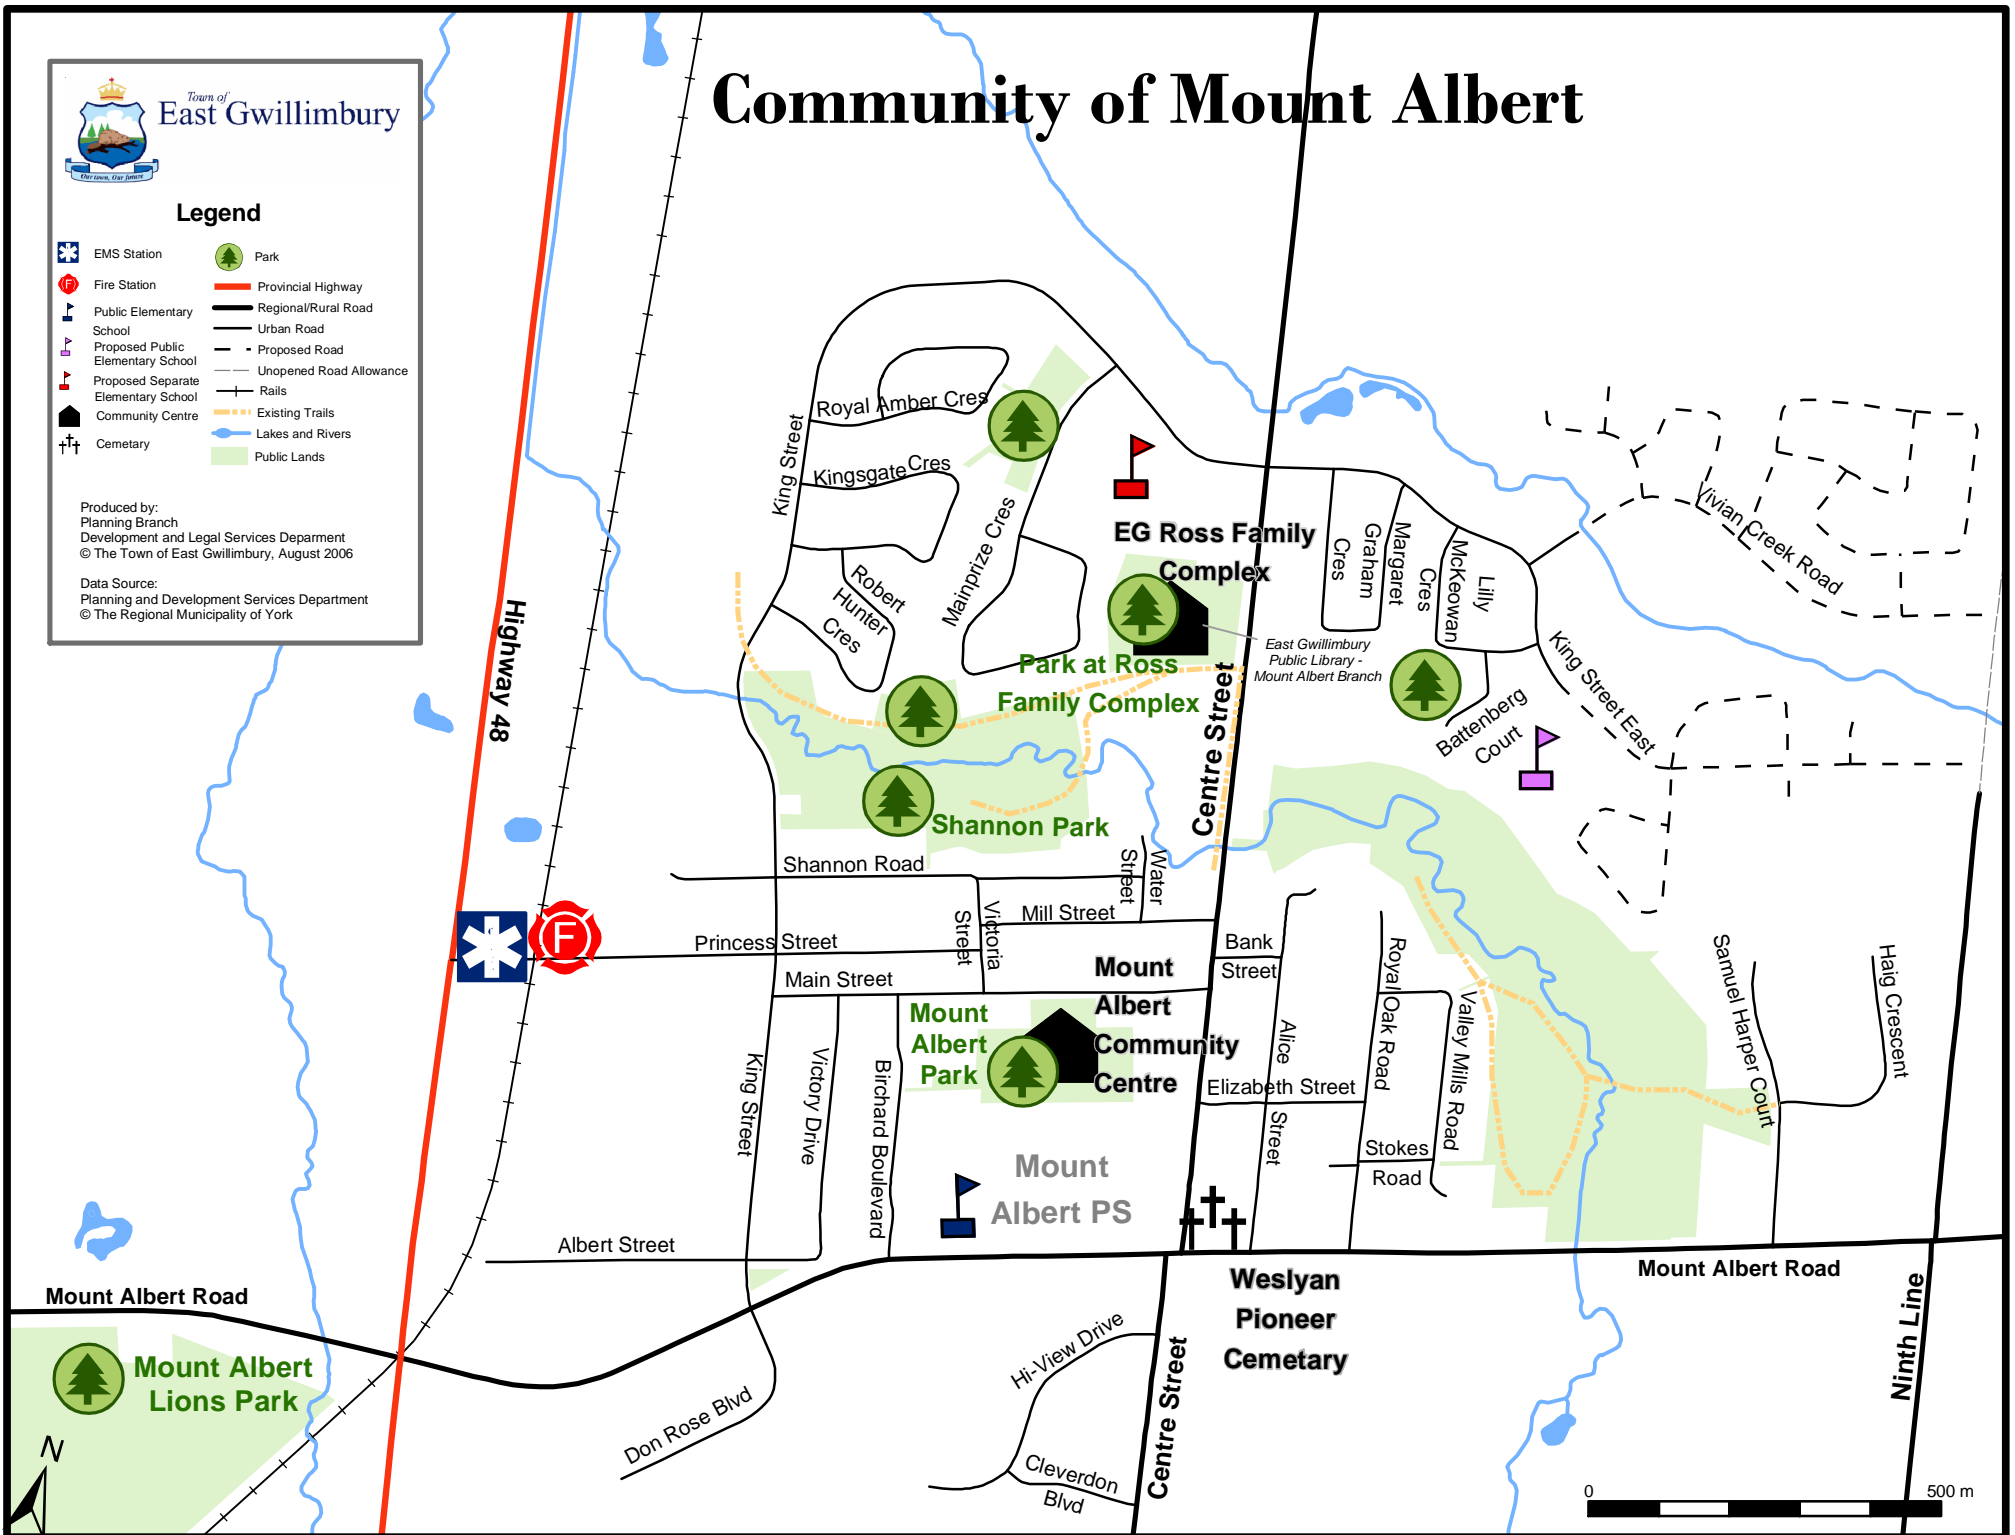 Community of Mount Albert
Town of
East Gwillimbury
Our town, Our future
Legend
EMS Station
Park
Fire Station
Provincial Highway
Public Elementary
School
Regional/Rural Road
Urban Road
Proposed Public
Elementary School
Proposed Road
Unopened Road Allowance
Proposed Separate
Elementary School
Rails
Community Centre
Existing Trails
Cemetary
Lakes and Rivers
Public Lands
Produced by:
Planning Branch
Development and Legal Services Deparment
© The Town of East Gwillimbury, August 2006
Data Source:
Planning and Development Services Department
© The Regional Municipality of York
Royal Amber Cres
King Street
Kingsgate Cres
Mainprize Cres
Robert
Hunter
Cres
EG Ross Family
Complex
Cres
Graham
Margaret
Cres
McKeowan
Lilly
Vivian Creek Road
Highway 48
East Gwillimbury
Public Library -
Mount Albert Branch
Park at Ross
Family Complex
Centre Street
King Street East
Battenberg
Court
Shannon Park
Shannon Road
Water
Street
Victoria
Street
Mill Street
F
Princess Street
Main Street
Bank
Street
Mount
Albert
Community
Centre
Mount
Albert
Park
Royal Oak Road
Valley Mills Road
Alice
Street
Elizabeth Street
Samuel Harper Court
Haig Crescent
King Street
Victory Drive
Birchard Boulevard
Stokes
Road
Mount
Albert PS
Albert Street
Mount Albert Road
Mount Albert Road
Weslyan
Pioneer
Cemetary
Mount Albert
Lions Park
Hi-View Drive
Centre Street
Ninth Line
Don Rose Blvd
Cleverdon
Blvd
N
0 500 m